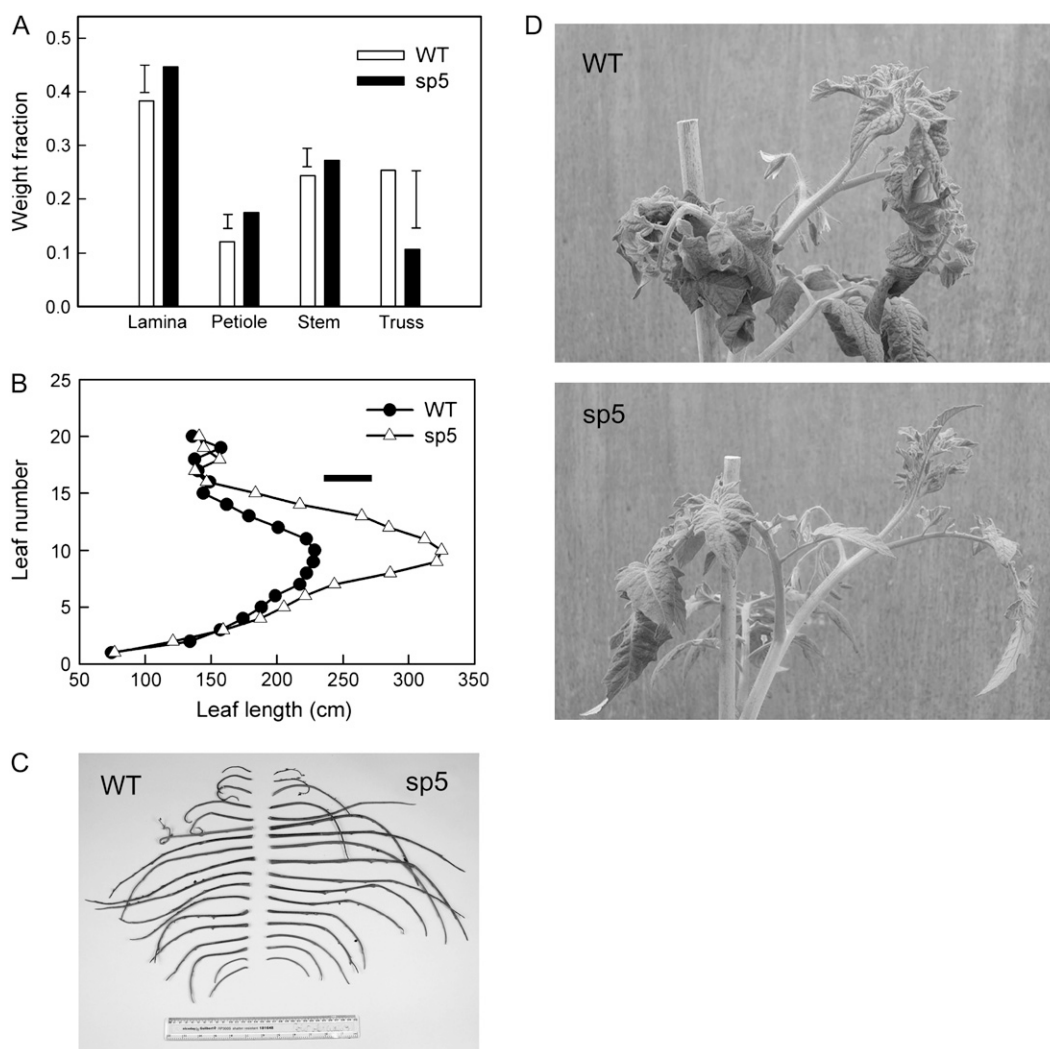 A
0.5
0.4
0.3
0.2
0.1
0.0
Weight fraction
WT
sp5
Lamina Petiole Stem Truss
B
25
20
15
10
5
0
Leaf number
WT
sp5
50 100 150 200 250 300 350
Leaf length (cm)
C
WT sp5
D
WT
sp5